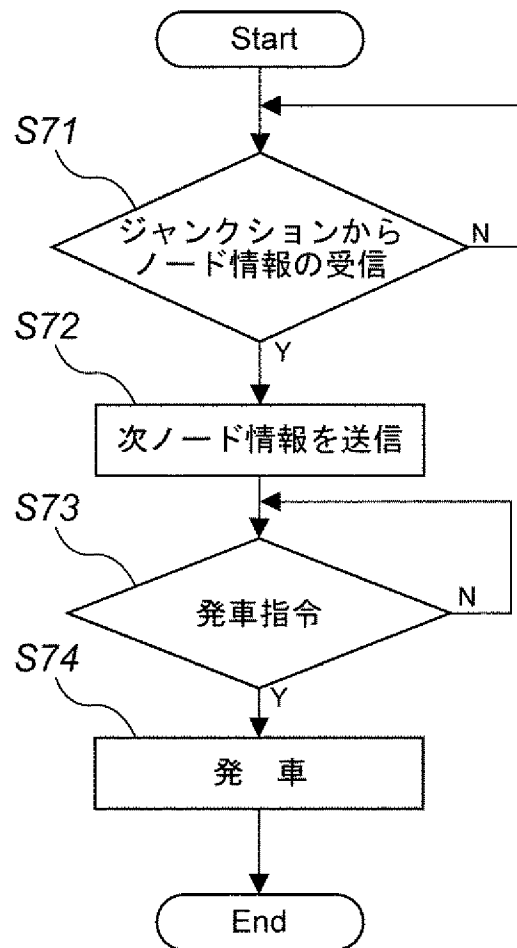 Start
S71
ジャンクションから
ノード情報の受信
N
Y
S72
次ノード情報を送信
S73
発車指令
N
Y
S74
発 車
End